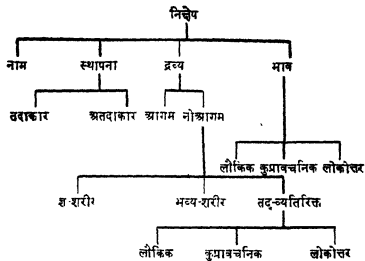 निक्षेप
नाम स्थापना द्रव्य भाव
तदाकार अतदाकार आगम नोआगम
लौकिक कुप्रावचनिक लोकोत्तर
ज्ञ-शरीर भव्य-शरीर तद्-व्यतिरिक्त
लौकिक कुप्रावचनिक लोकोत्तर